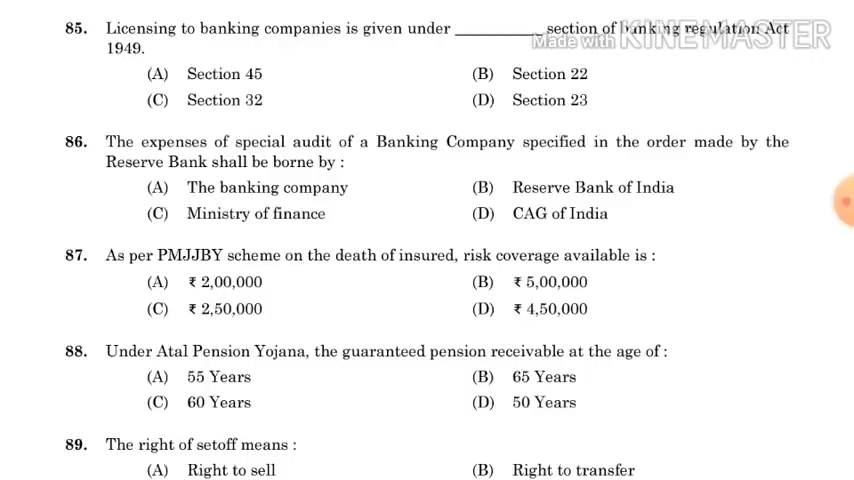 85. Licensing to banking companies is given under ____________ section of banking regulation Act
Made with KINEMASTER
1949.
(A) Section 45 (B) Section 22
(C) Section 32 (D) Section 23
86. The expenses of special audit of a Banking Company specified in the order made by the
Reserve Bank shall be borne by :
(A) The banking company (B) Reserve Bank of India
(C) Ministry of finance (D) CAG of India
87. As per PMJJBY scheme on the death of insured, risk coverage available is :
(A) ₹ 2,00,000 (B) ₹ 5,00,000
(C) ₹ 2,50,000 (D) ₹ 4,50,000
88. Under Atal Pension Yojana, the guaranteed pension receivable at the age of :
(A) 55 Years (B) 65 Years
(C) 60 Years (D) 50 Years
89. The right of setoff means :
(A) Right to sell (B) Right to transfer